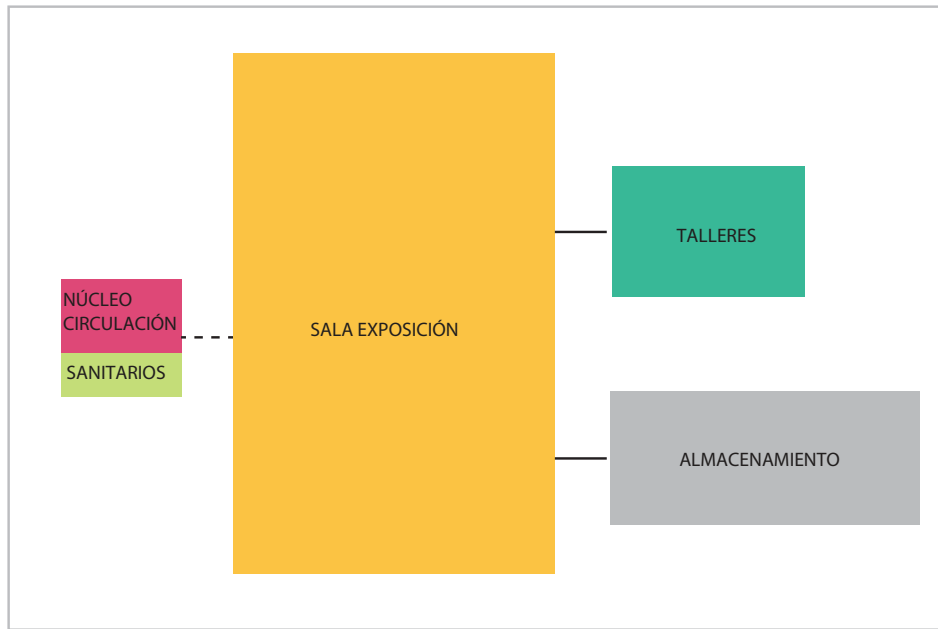 NÚCLEO
CIRCULACIÓN
SANITARIOS
SALA EXPOSICIÓN
TALLERES
ALMACENAMIENTO